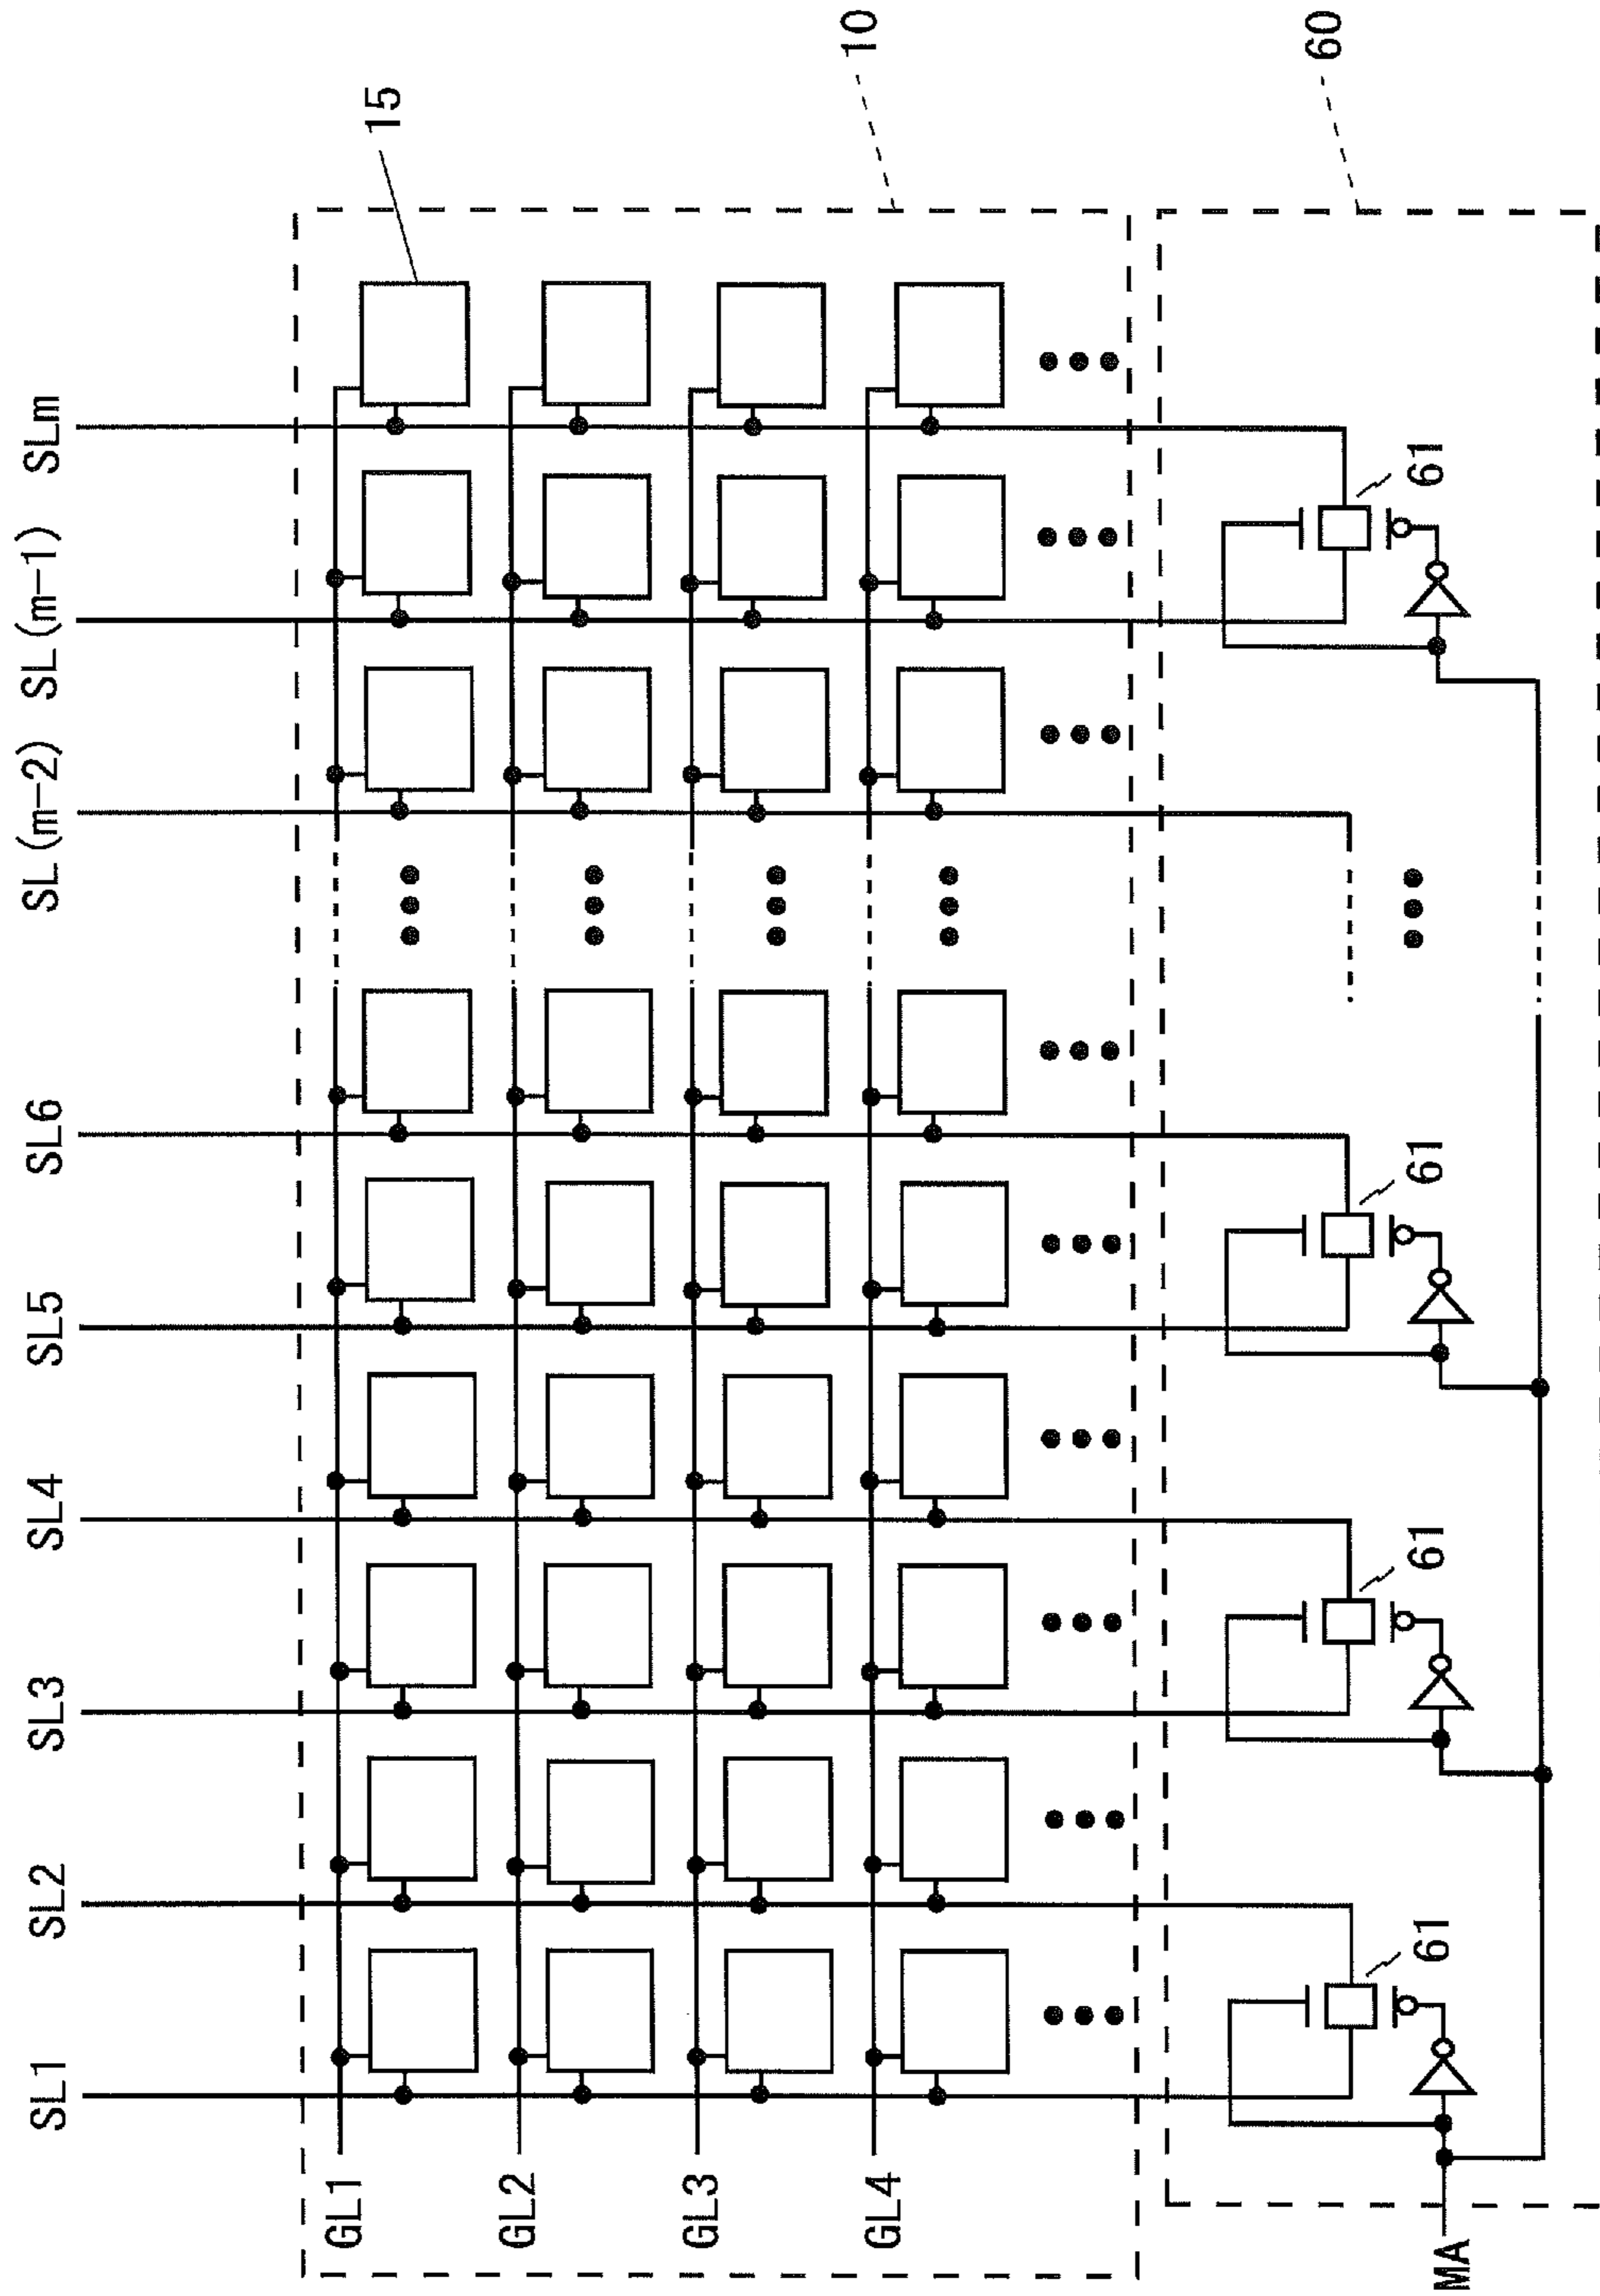 SL1
SL2
SL3
SL4
SL5
SL6
SL(m-2)
SL(m-1)
SLm
15
10
60
GL1
GL2
GL3
GL4
61
61
61
61
MA